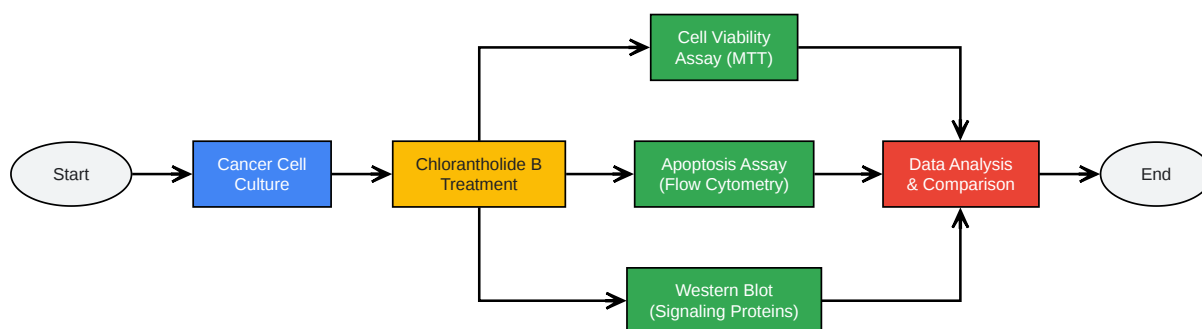 Start
Cancer Cell
Culture
Chlorantholide B
Treatment
Cell Viability
Assay (MTT)
Apoptosis Assay
(Flow Cytometry)
Western Blot
(Signaling Proteins)
Data Analysis
& Comparison
End